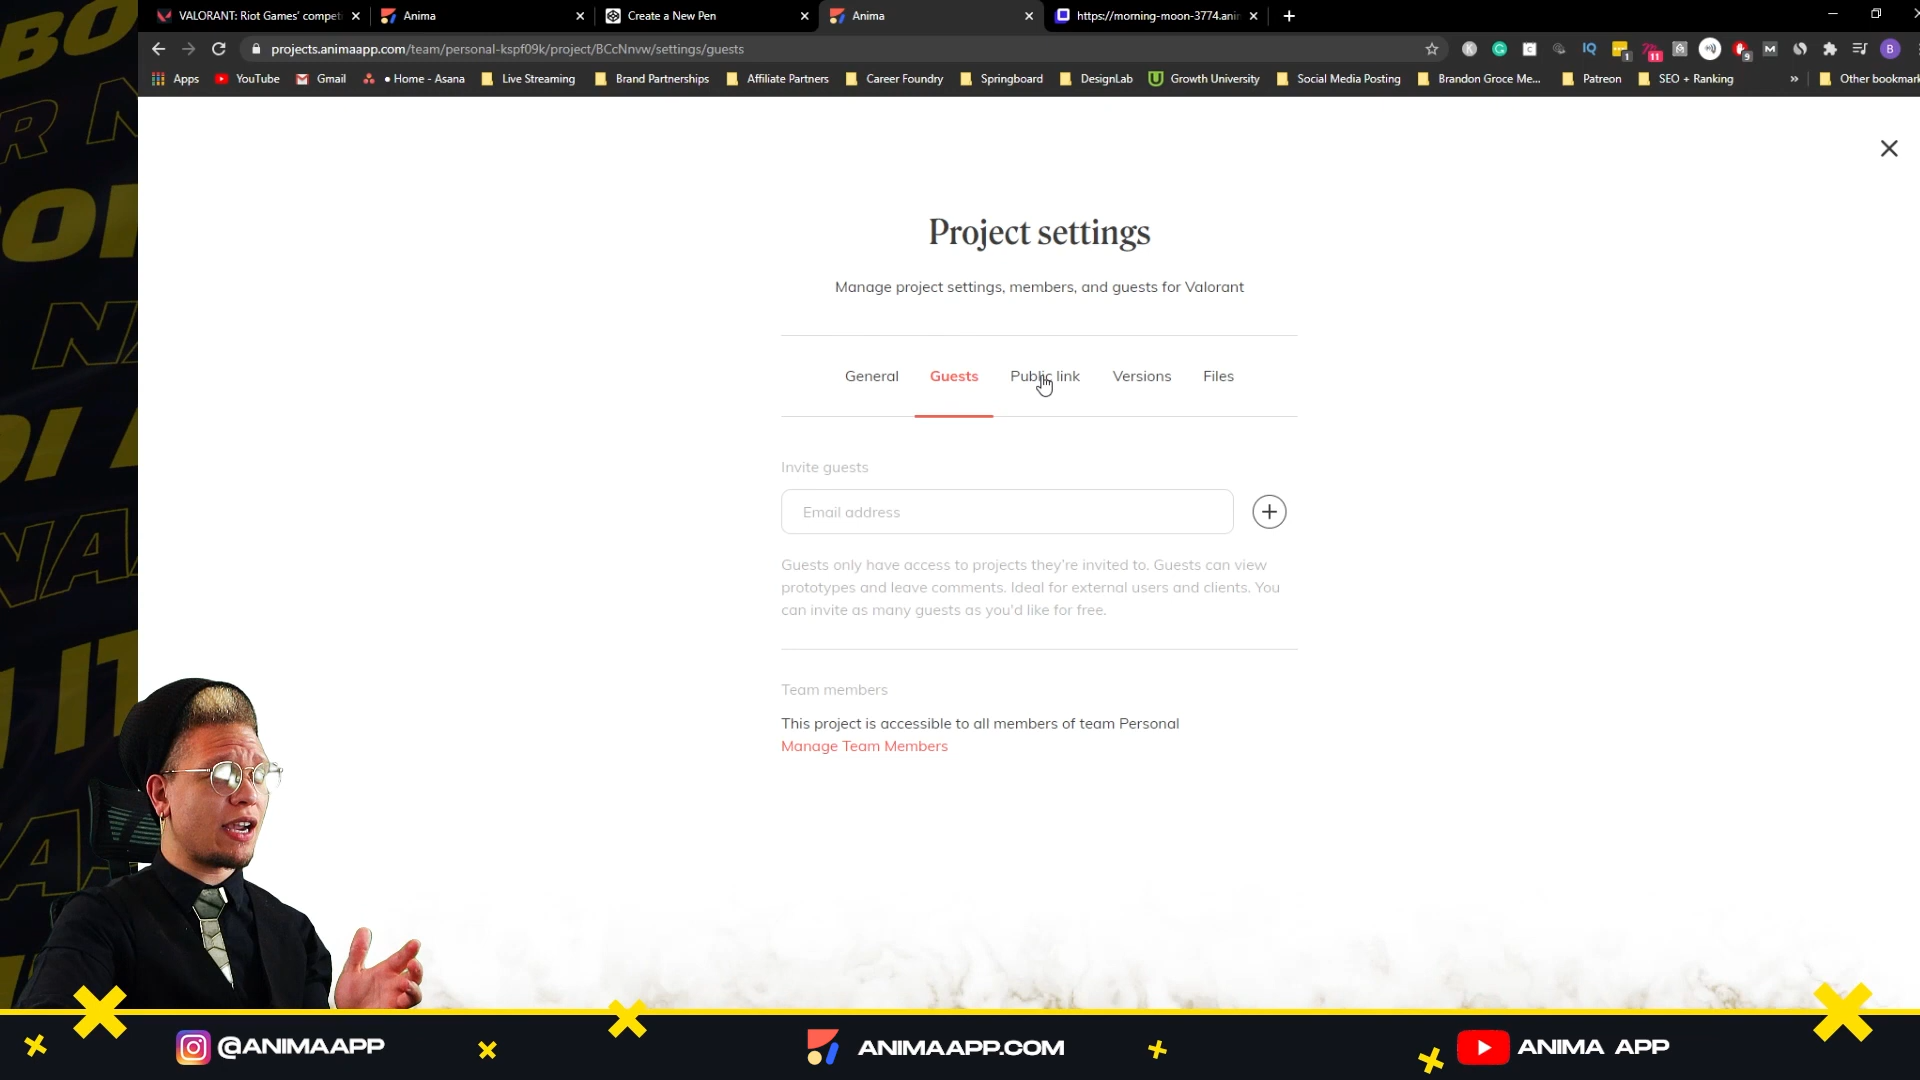 VALORANT: Riot Games' compet
Anima
Create a New Pen
Anima
https://morning-moon-3774.ani
projects.animaapp.com/team/personal-kspf09k/project/BCcNnvw/settings/guests
Apps
YouTube
Gmail
• Home - Asana
Live Streaming
Brand Partnerships
Affiliate Partners
Career Foundry
Springboard
DesignLab
Growth University
Social Media Posting
Brandon Groce Me...
Patreon
SEO + Ranking
»
Other bookmark
Project settings
Manage project settings, members, and guests for Valorant
General
Guests
Public link
Versions
Files
Invite guests
Email address
Guests only have access to projects they're invited to. Guests can view
prototypes and leave comments. Ideal for external users and clients. You
can invite as many guests as you'd like for free.
Team members
This project is accessible to all members of team Personal
Manage Team Members
@ANIMAAPP
ANIMAAPP.COM
ANIMA APP